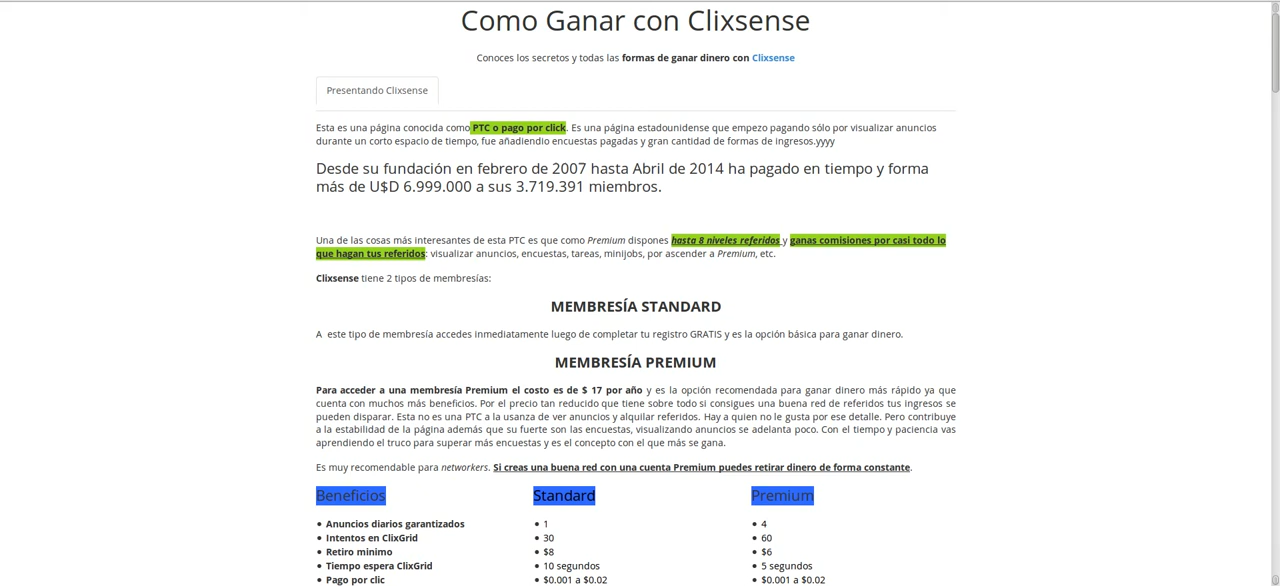 Como Ganar con Clixsense
Conoces los secretos y todas las formas de ganar dinero con Clixsense
Presentando Clixsense
Esta es una página conocida como PTC o pago por click. Es una página estadounidense que empezo pagando sólo por visualizar anuncios
durante un corto espacio de tiempo, fue añadiendio encuestas pagadas y gran cantidad de formas de ingresos.yyyy
Desde su fundación en febrero de 2007 hasta Abril de 2014 ha pagado en tiempo y forma
más de U$D 6.999.000 a sus 3.719.391 miembros.
Una de las cosas más interesantes de esta PTC es que como Premium dispones hasta 8 niveles referidos y ganas comisiones por casi todo lo
que hagan tus referidos: visualizar anuncios, encuestas, tareas, minijobs, por ascender a Premium, etc.
Clixsense tiene 2 tipos de membresías:
MEMBRESÍA STANDARD
A este tipo de membresía accedes inmediatamente luego de completar tu registro GRATIS y es la opción básica para ganar dinero.
MEMBRESÍA PREMIUM
Para acceder a una membresía Premium el costo es de $ 17 por año y es la opción recomendada para ganar dinero más rápido ya que
cuenta con muchos más beneficios. Por el precio tan reducido que tiene sobre todo si consigues una buena red de referidos tus ingresos se
pueden disparar. Esta no es una PTC a la usanza de ver anuncios y alquilar referidos. Hay a quien no le gusta por ese detalle. Pero contribuye
a la estabilidad de la página además que su fuerte son las encuestas, visualizando anuncios se adelanta poco. Con el tiempo y paciencia vas
aprendiendo el truco para superar más encuestas y es el concepto con el que más se gana.
Es muy recomendable para networkers. Si creas una buena red con una cuenta Premium puedes retirar dinero de forma constante.
Beneficios Standard Premium
• Anuncios diarios garantizados • 1 • 4
• Intentos en ClixGrid • 30 • 60
• Retiro minimo • $8 • $6
• Tiempo espera ClixGrid • 10 segundos • 5 segundos
• Pago por clic • $0.001 a $0.02 • $0.001 a $0.02